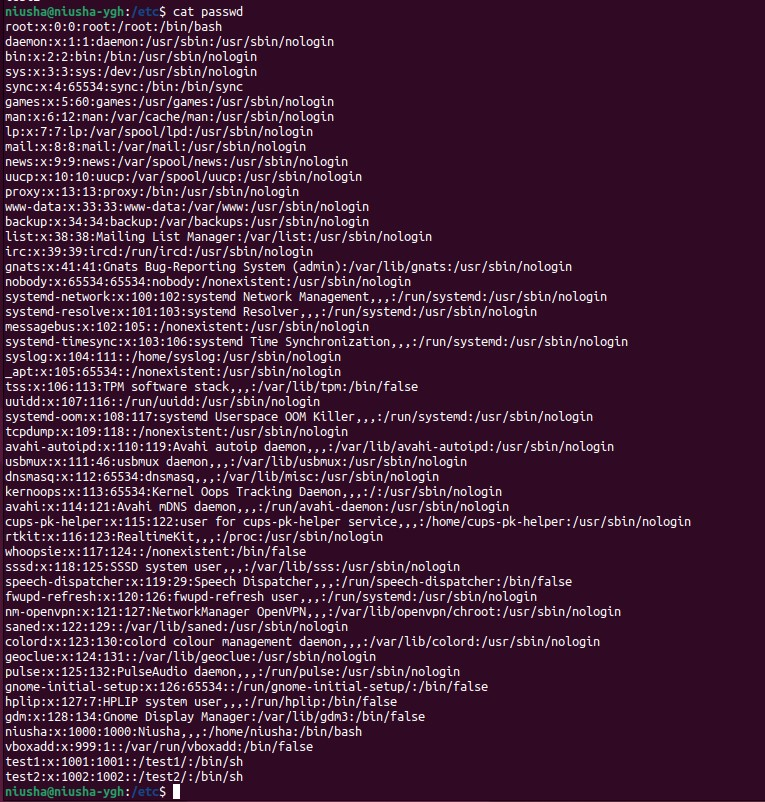 niusha@niusha-ygh:/etc$ cat passwd
root:x:0:0:root:/root:/bin/bash
daemon:x:1:1:daemon:/usr/sbin:/usr/sbin/nologin
bin:x:2:2:bin:/bin:/usr/sbin/nologin
sys:x:3:3:sys:/dev:/usr/sbin/nologin
sync:x:4:65534:sync:/bin:/bin/sync
games:x:5:60:games:/usr/games:/usr/sbin/nologin
man:x:6:12:man:/var/cache/man:/usr/sbin/nologin
lp:x:7:7:lp:/var/spool/lpd:/usr/sbin/nologin
mail:x:8:8:mail:/var/mail:/usr/sbin/nologin
news:x:9:9:news:/var/spool/news:/usr/sbin/nologin
uucp:x:10:10:uucp:/var/spool/uucp:/usr/sbin/nologin
proxy:x:13:13:proxy:/bin:/usr/sbin/nologin
www-data:x:33:33:www-data:/var/www:/usr/sbin/nologin
backup:x:34:34:backup:/var/backups:/usr/sbin/nologin
list:x:38:38:Mailing List Manager:/var/list:/usr/sbin/nologin
irc:x:39:39:ircd:/run/ircd:/usr/sbin/nologin
gnats:x:41:41:Gnats Bug-Reporting System (admin):/var/lib/gnats:/usr/sbin/nologin
nobody:x:65534:65534:nobody:/nonexistent:/usr/sbin/nologin
systemd-network:x:100:102:systemd Network Management,,,:/run/systemd:/usr/sbin/nologin
systemd-resolve:x:101:103:systemd Resolver,,,:/run/systemd:/usr/sbin/nologin
messagebus:x:102:105::/nonexistent:/usr/sbin/nologin
systemd-timesync:x:103:106:systemd Time Synchronization,,,:/run/systemd:/usr/sbin/nologin
syslog:x:104:111::/home/syslog:/usr/sbin/nologin
_apt:x:105:65534::/nonexistent:/usr/sbin/nologin
tss:x:106:113:TPM software stack,,,:/var/lib/tpm:/bin/false
uuidd:x:107:116::/run/uuidd:/usr/sbin/nologin
systemd-oom:x:108:117:systemd Userspace OOM Killer,,,:/run/systemd:/usr/sbin/nologin
tcpdump:x:109:118::/nonexistent:/usr/sbin/nologin
avahi-autoipd:x:110:119:Avahi autoip daemon,,,:/var/lib/avahi-autoipd:/usr/sbin/nologin
usbmux:x:111:46:usbmux daemon,,,:/var/lib/usbmux:/usr/sbin/nologin
dnsmasq:x:112:65534:dnsmasq,,,:/var/lib/misc:/usr/sbin/nologin
kernoops:x:113:65534:Kernel Oops Tracking Daemon,,,:/:/usr/sbin/nologin
avahi:x:114:121:Avahi mDNS daemon,,,:/run/avahi-daemon:/usr/sbin/nologin
cups-pk-helper:x:115:122:user for cups-pk-helper service,,,:/home/cups-pk-helper:/usr/sbin/nologin
rtkit:x:116:123:RealtimeKit,,,:/proc:/usr/sbin/nologin
whoopsie:x:117:124::/nonexistent:/bin/false
sssd:x:118:125:SSSD system user,,,:/var/lib/sss:/usr/sbin/nologin
speech-dispatcher:x:119:29:Speech Dispatcher,,,:/run/speech-dispatcher:/bin/false
fwupd-refresh:x:120:126:fwupd-refresh user,,,:/run/systemd:/usr/sbin/nologin
nm-openvpn:x:121:127:NetworkManager OpenVPN,,,:/var/lib/openvpn/chroot:/usr/sbin/nologin
saned:x:122:129::/var/lib/saned:/usr/sbin/nologin
colord:x:123:130:colord colour management daemon,,,:/var/lib/colord:/usr/sbin/nologin
geoclue:x:124:131::/var/lib/geoclue:/usr/sbin/nologin
pulse:x:125:132:PulseAudio daemon,,,:/run/pulse:/usr/sbin/nologin
gnome-initial-setup:x:126:65534::/run/gnome-initial-setup/:/bin/false
hplip:x:127:7:HPLIP system user,,,:/run/hplip:/bin/false
gdm:x:128:134:Gnome Display Manager:/var/lib/gdm3:/bin/false
niusha:x:1000:1000:Niusha,,,:/home/niusha:/bin/bash
vboxadd:x:999:1::/var/run/vboxadd:/bin/false
test1:x:1001:1001::/test1/:/bin/sh
test2:x:1002:1002::/test2/:/bin/sh
niusha@niusha-ygh:/etc$